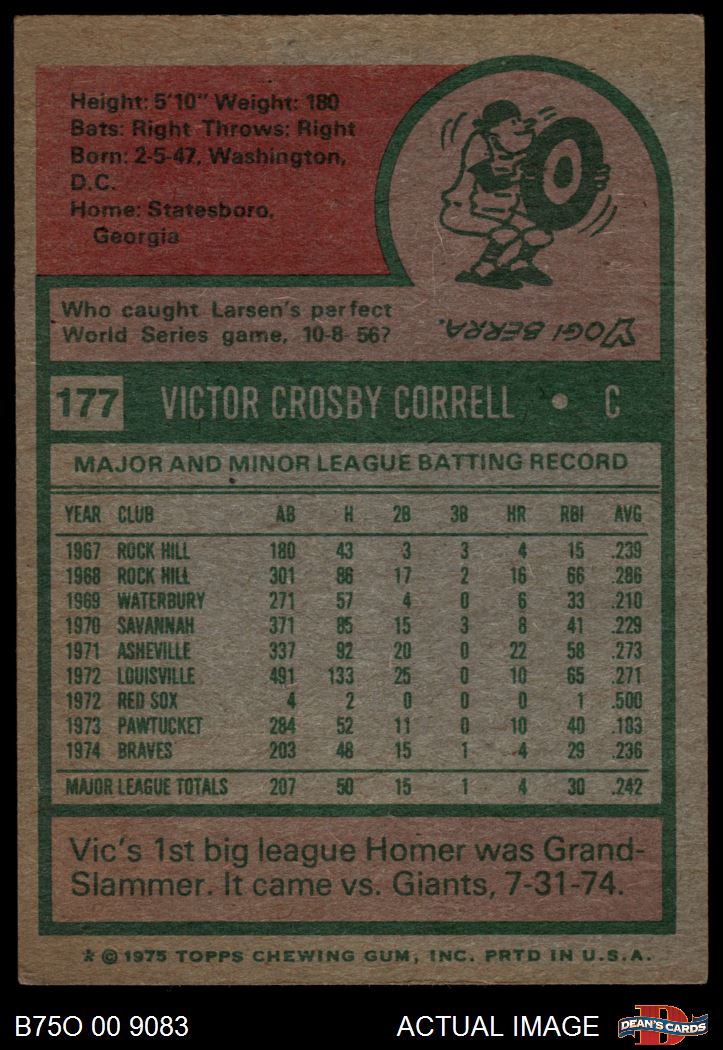 Height: 5'10" Weight: 180
Bats: Right Throws: Right
Born: 2-5-47, Washington,
D.C.
Home: Statesboro,
Georgia
Who caught Larsen's perfect
World Series game, 10-8-56?
YOGI BERRA.
177 VICTOR CROSBY CORRELL • C
MAJOR AND MINOR LEAGUE BATTING RECORD
YEAR CLUB AB H 2B 3B HR RBI AVG
1967 ROCK HILL 180 43 3 3 4 15 .239
1968 ROCK HILL 301 86 17 2 16 66 .286
1969 WATERBURY 271 57 4 0 6 33 .210
1970 SAVANNAH 371 85 15 3 8 41 .229
1971 ASHEVILLE 337 92 20 0 22 58 .273
1972 LOUISVILLE 491 133 25 0 10 65 .271
1972 RED SOX 4 2 0 0 0 1 .500
1973 PAWTUCKET 284 52 11 0 10 40 .183
1974 BRAVES 203 48 15 1 4 29 .236
MAJOR LEAGUE TOTALS 207 50 15 1 4 30 .242
Vic's 1st big league Homer was Grand-
Slammer. It came vs. Giants, 7-31-74.
* © 1975 TOPPS CHEWING GUM, INC. PRTD IN U.S.A.
B75O 00 9083 ACTUAL IMAGE D DEAN'S CARDS